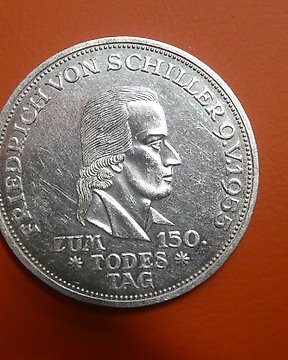 FRIEDRICH VON SCHILLER 9.V.1955
ZUM 150.
* TODES *
TAG